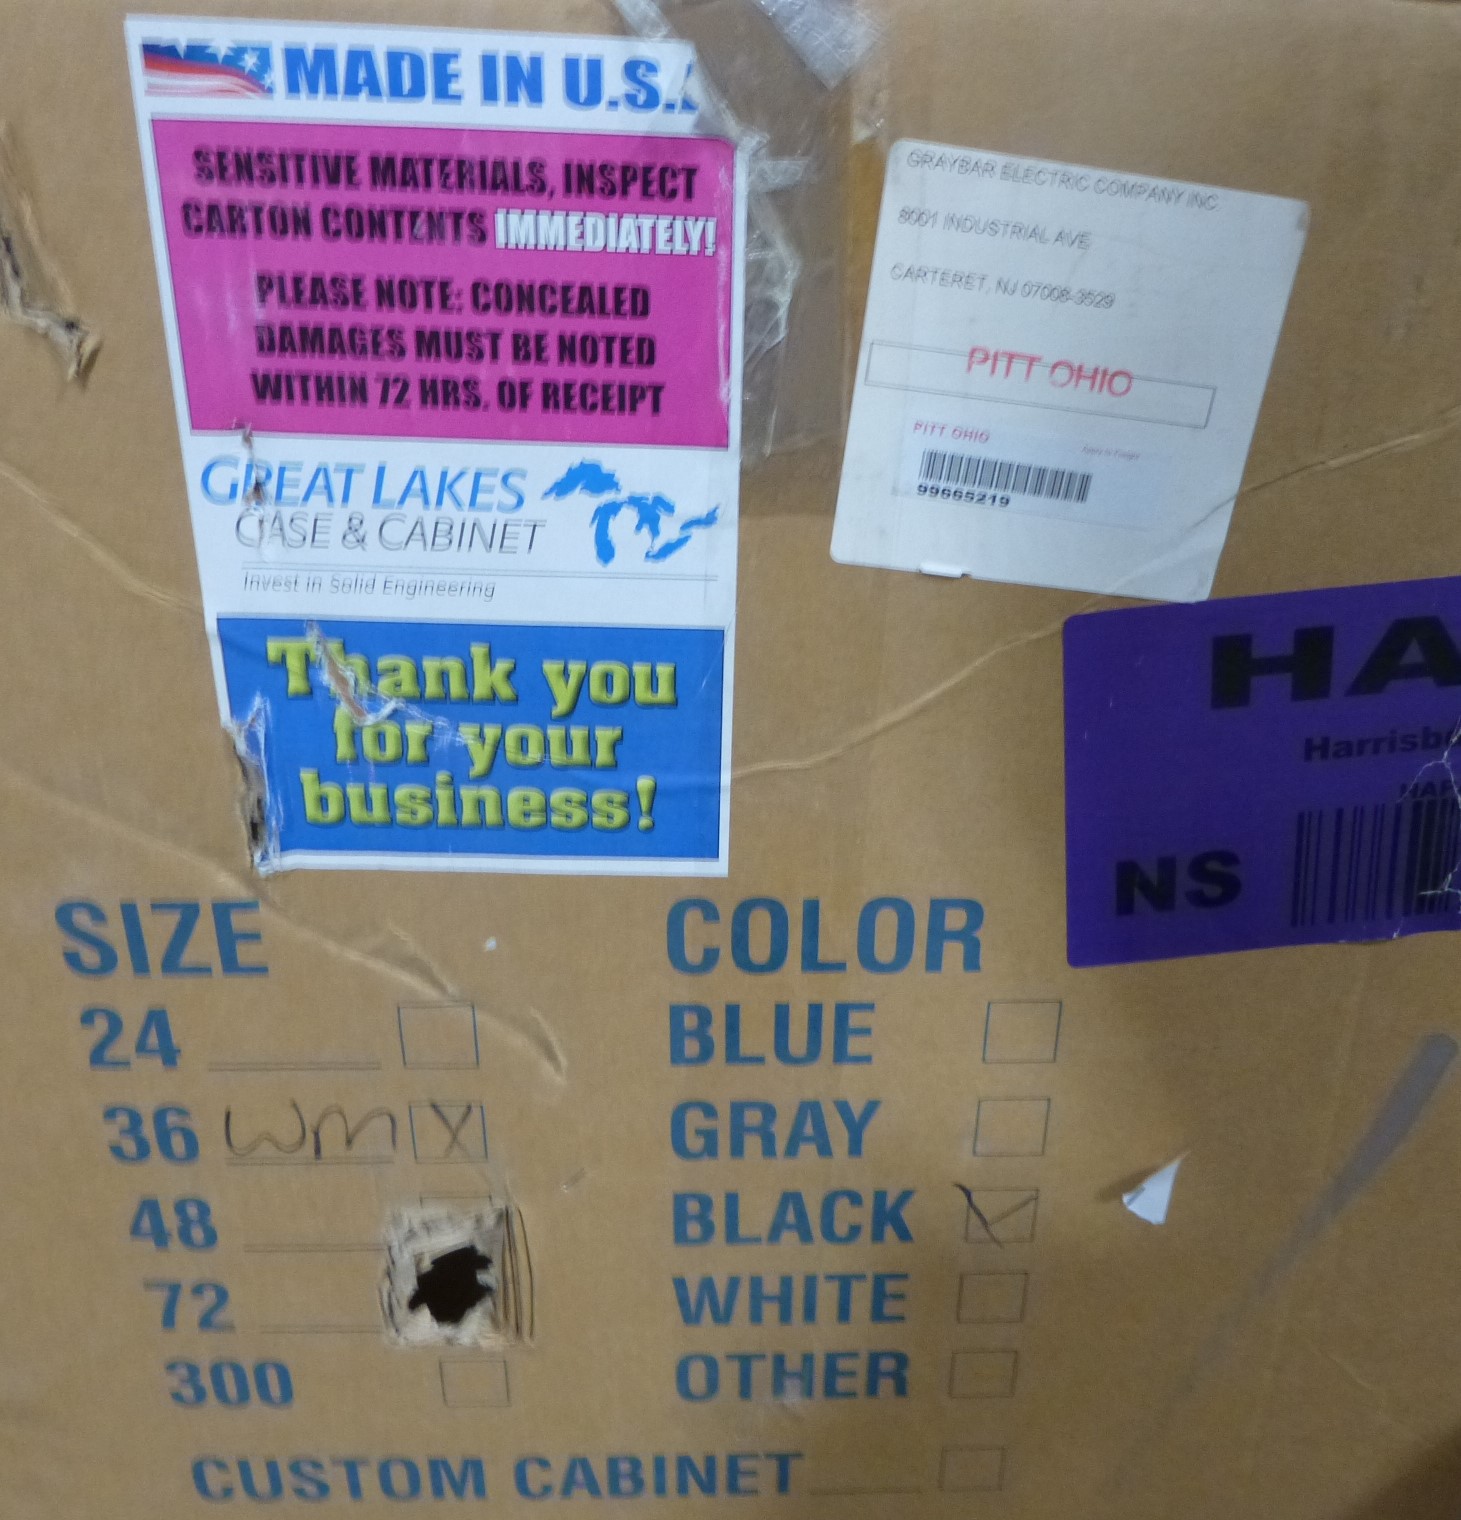 MADE IN U.S.
SENSITIVE MATERIALS, INSPECT
CARTON CONTENTS IMMEDIATELY!
PLEASE NOTE: CONCEALED
DAMAGES MUST BE NOTED
WITHIN 72 HRS. OF RECEIPT
GREAT LAKES
CASE & CABINET
Invest in Solid Engineering
Thank you
for your
business!
GRAYBAR ELECTRIC COMPANY INC.
8001 INDUSTRIAL AVE
CARTERET, NJ 07008-3529
PITT OHIO
PITT OHIO
99665219
HA
Harrisb
HAR
NS
SIZE
24
36 WM X
48
72
300
COLOR
BLUE
GRAY
BLACK
WHITE
OTHER
CUSTOM CABINET